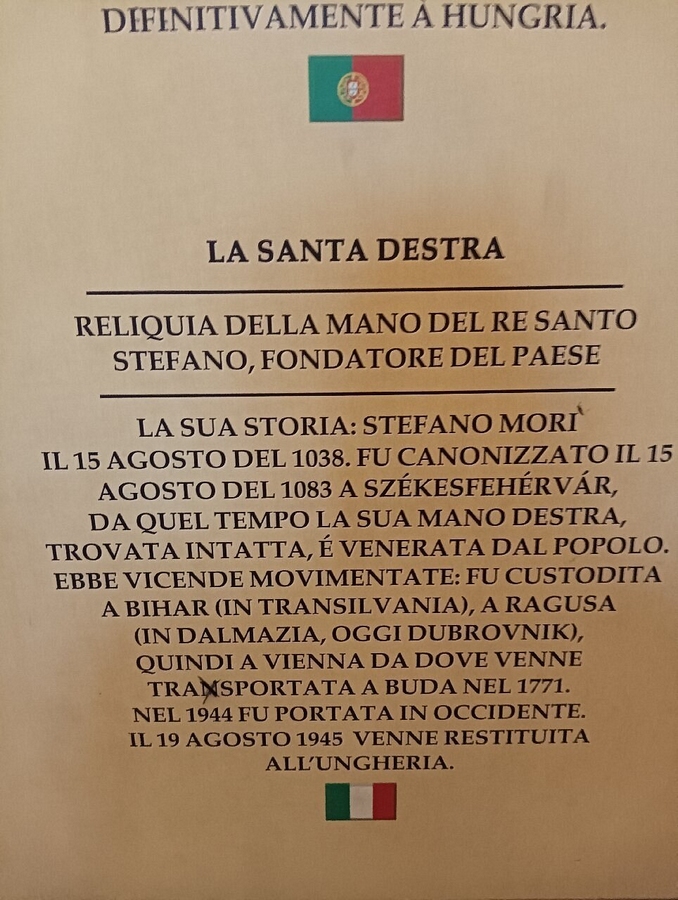 DIFINITIVAMENTE À HUNGRIA.
LA SANTA DESTRA
RELIQUIA DELLA MANO DEL RE SANTO
STEFANO, FONDATORE DEL PAESE
LA SUA STORIA: STEFANO MORI`
IL 15 AGOSTO DEL 1038. FU CANONIZZATO IL 15
AGOSTO DEL 1083 A SZÉKESFEHÉRVÁR,
DA QUEL TEMPO LA SUA MANO DESTRA,
TROVATA INTATTA, É VENERATA DAL POPOLO.
EBBE VICENDE MOVIMENTATE: FU CUSTODITA
A BIHAR (IN TRANSILVANIA), A RAGUSA
(IN DALMAZIA, OGGI DUBROVNIK),
QUINDI A VIENNA DA DOVE VENNE
TRANSPORTATA A BUDA NEL 1771.
NEL 1944 FU PORTATA IN OCCIDENTE.
IL 19 AGOSTO 1945 VENNE RESTITUITA
ALL'UNGHERIA.